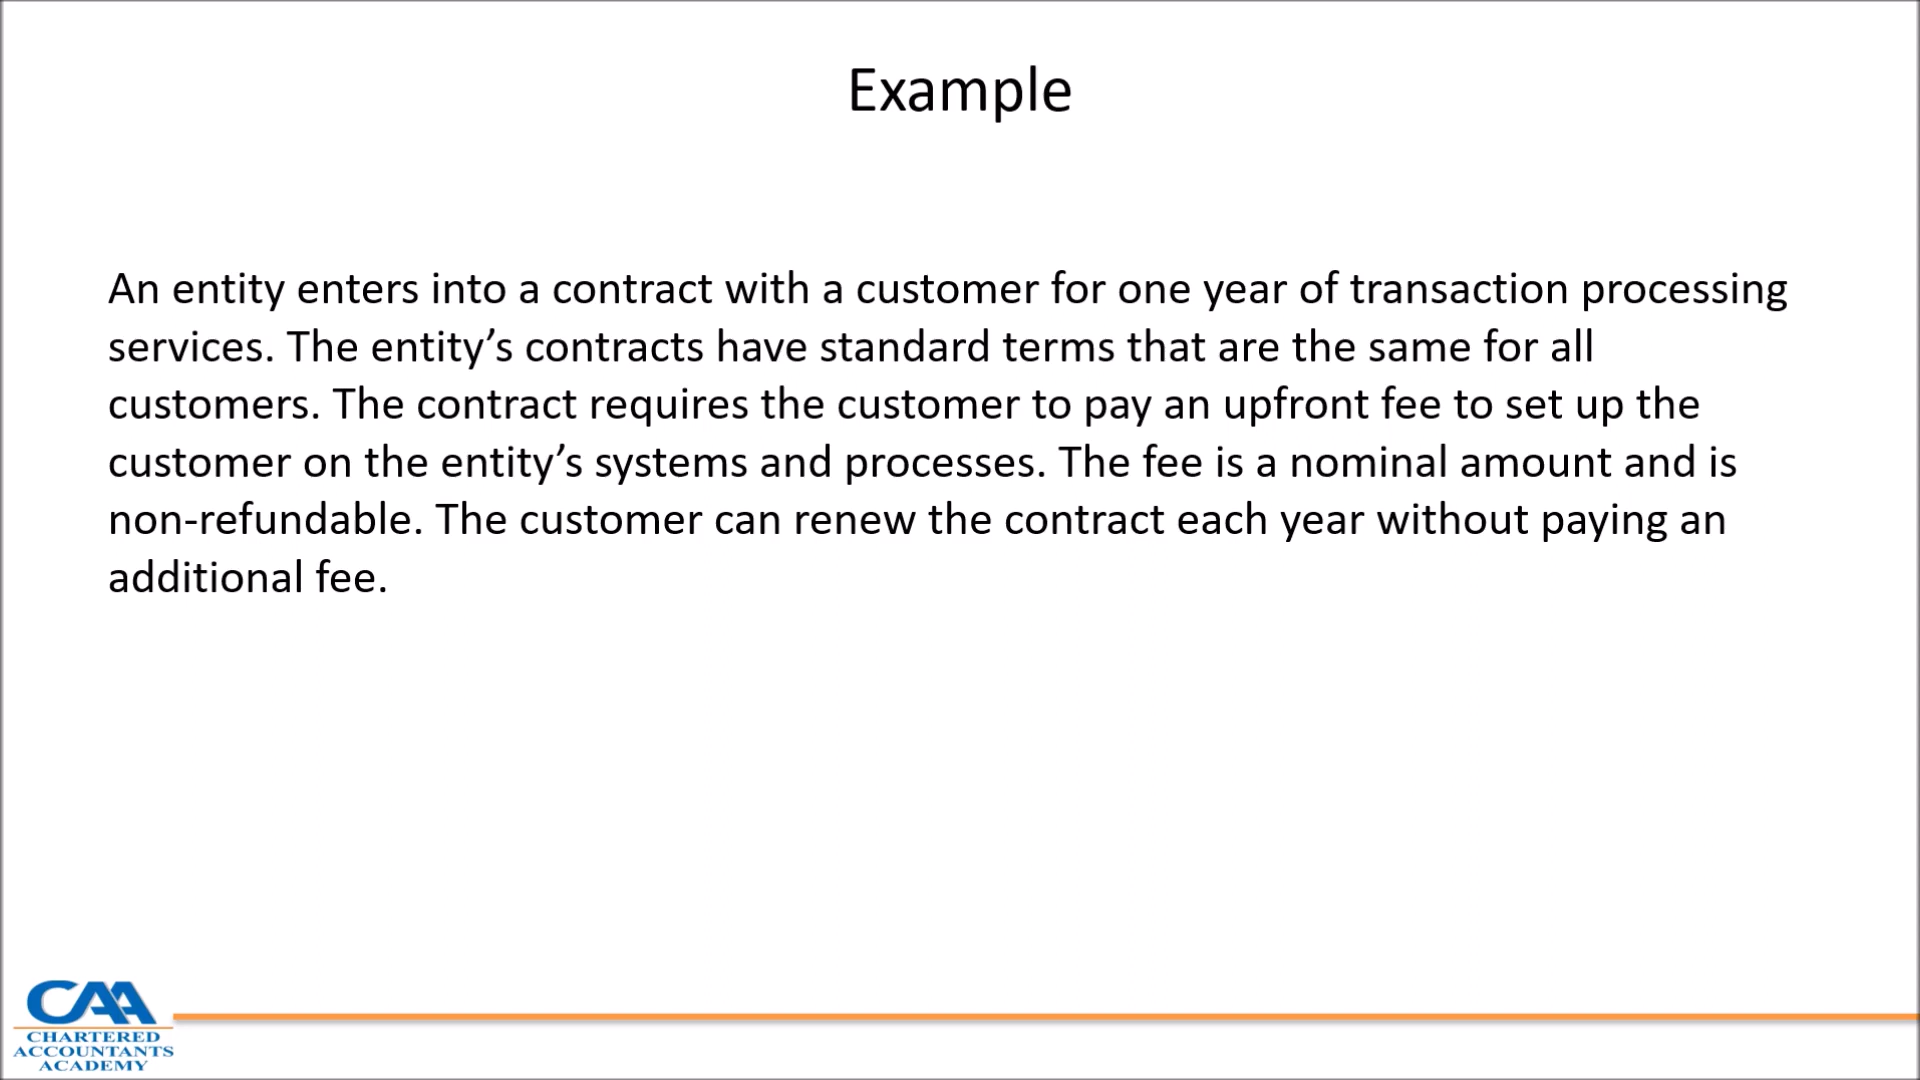 Example
An entity enters into a contract with a customer for one year of transaction processing
services. The entity’s contracts have standard terms that are the same for all
customers. The contract requires the customer to pay an upfront fee to set up the
customer on the entity’s systems and processes. The fee is a nominal amount and is
non-refundable. The customer can renew the contract each year without paying an
additional fee.
CAA
CHARTERED
ACCOUNTANTS
ACADEMY